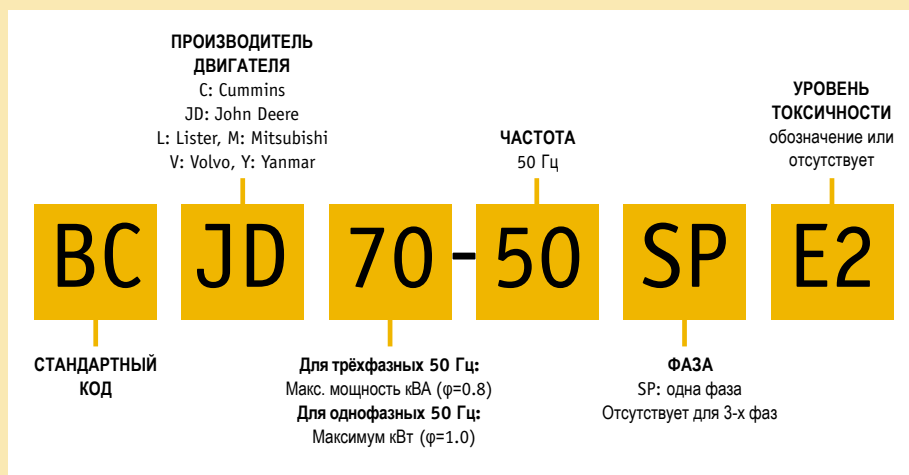 ПРОИЗВОДИТЕЛЬ
ДВИГАТЕЛЯ
C: Cummins
JD: John Deere
L: Lister, M: Mitsubishi
V: Volvo, Y: Yanmar
ЧАСТОТА
50 Гц
УРОВЕНЬ
ТОКСИЧНОСТИ
обозначение или
отсутствует
BC JD 70-50 SP E2
СТАНДАРТНЫЙ
КОД
Для трёхфазных 50 Гц:
Макс. мощность кВА (φ=0.8)
Для однофазных 50 Гц:
Максимум кВт (φ=1.0)
ФАЗА
SP: одна фаза
Отсутствует для 3-х фаз